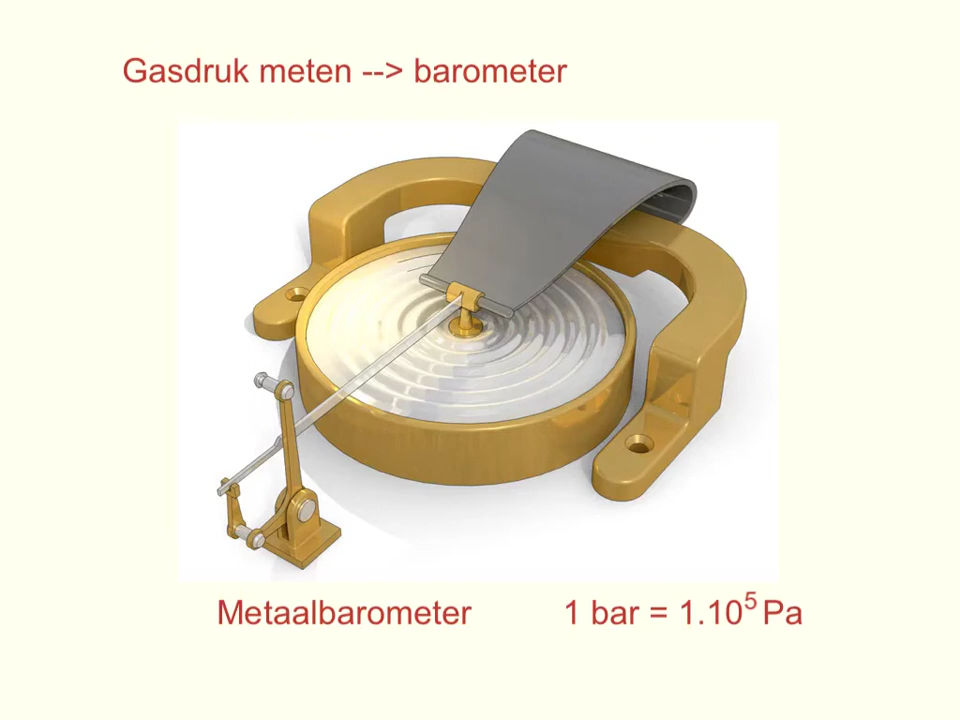 Gasdruk meten --> barometer
Metaalbarometer 1 bar = 1.10⁵ Pa